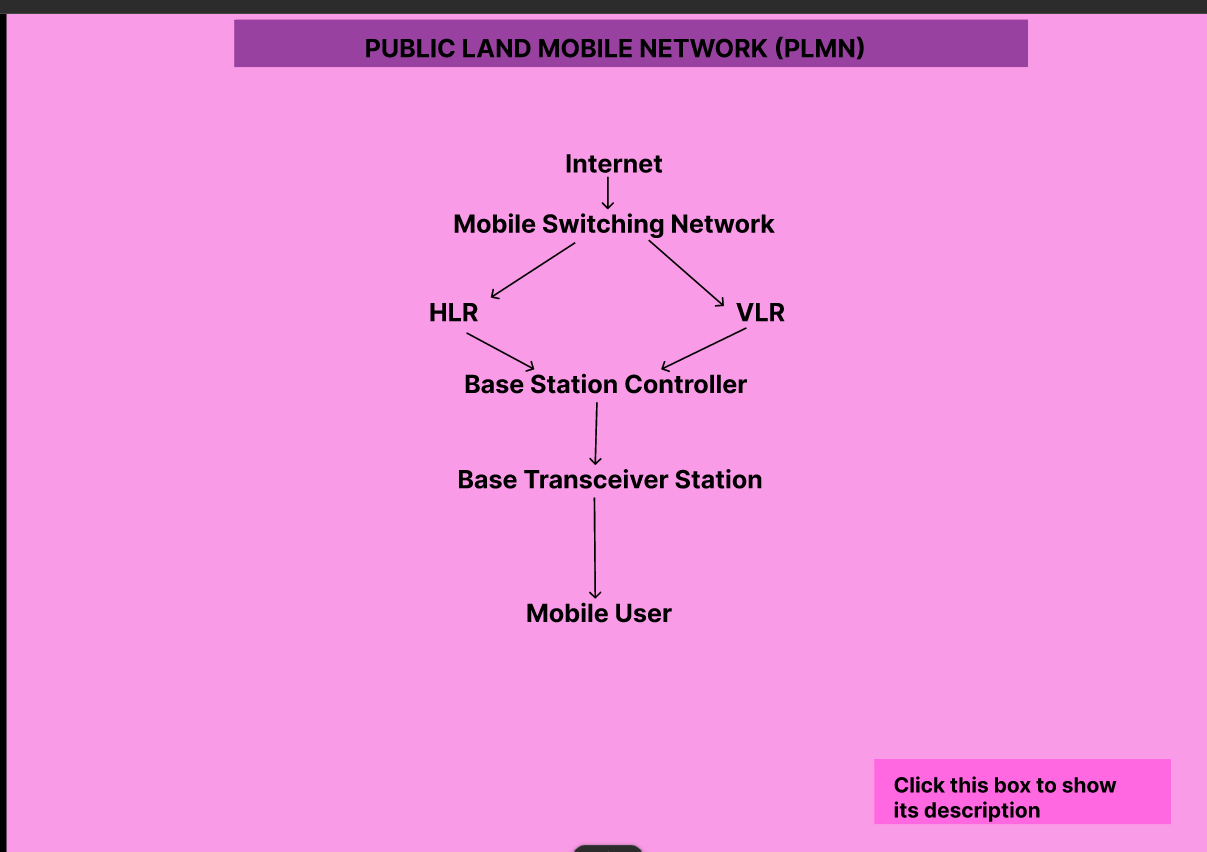 PUBLIC LAND MOBILE NETWORK (PLMN)
Internet
Mobile Switching Network
HLR
VLR
Base Station Controller
Base Transceiver Station
Mobile User
Click this box to show
its description